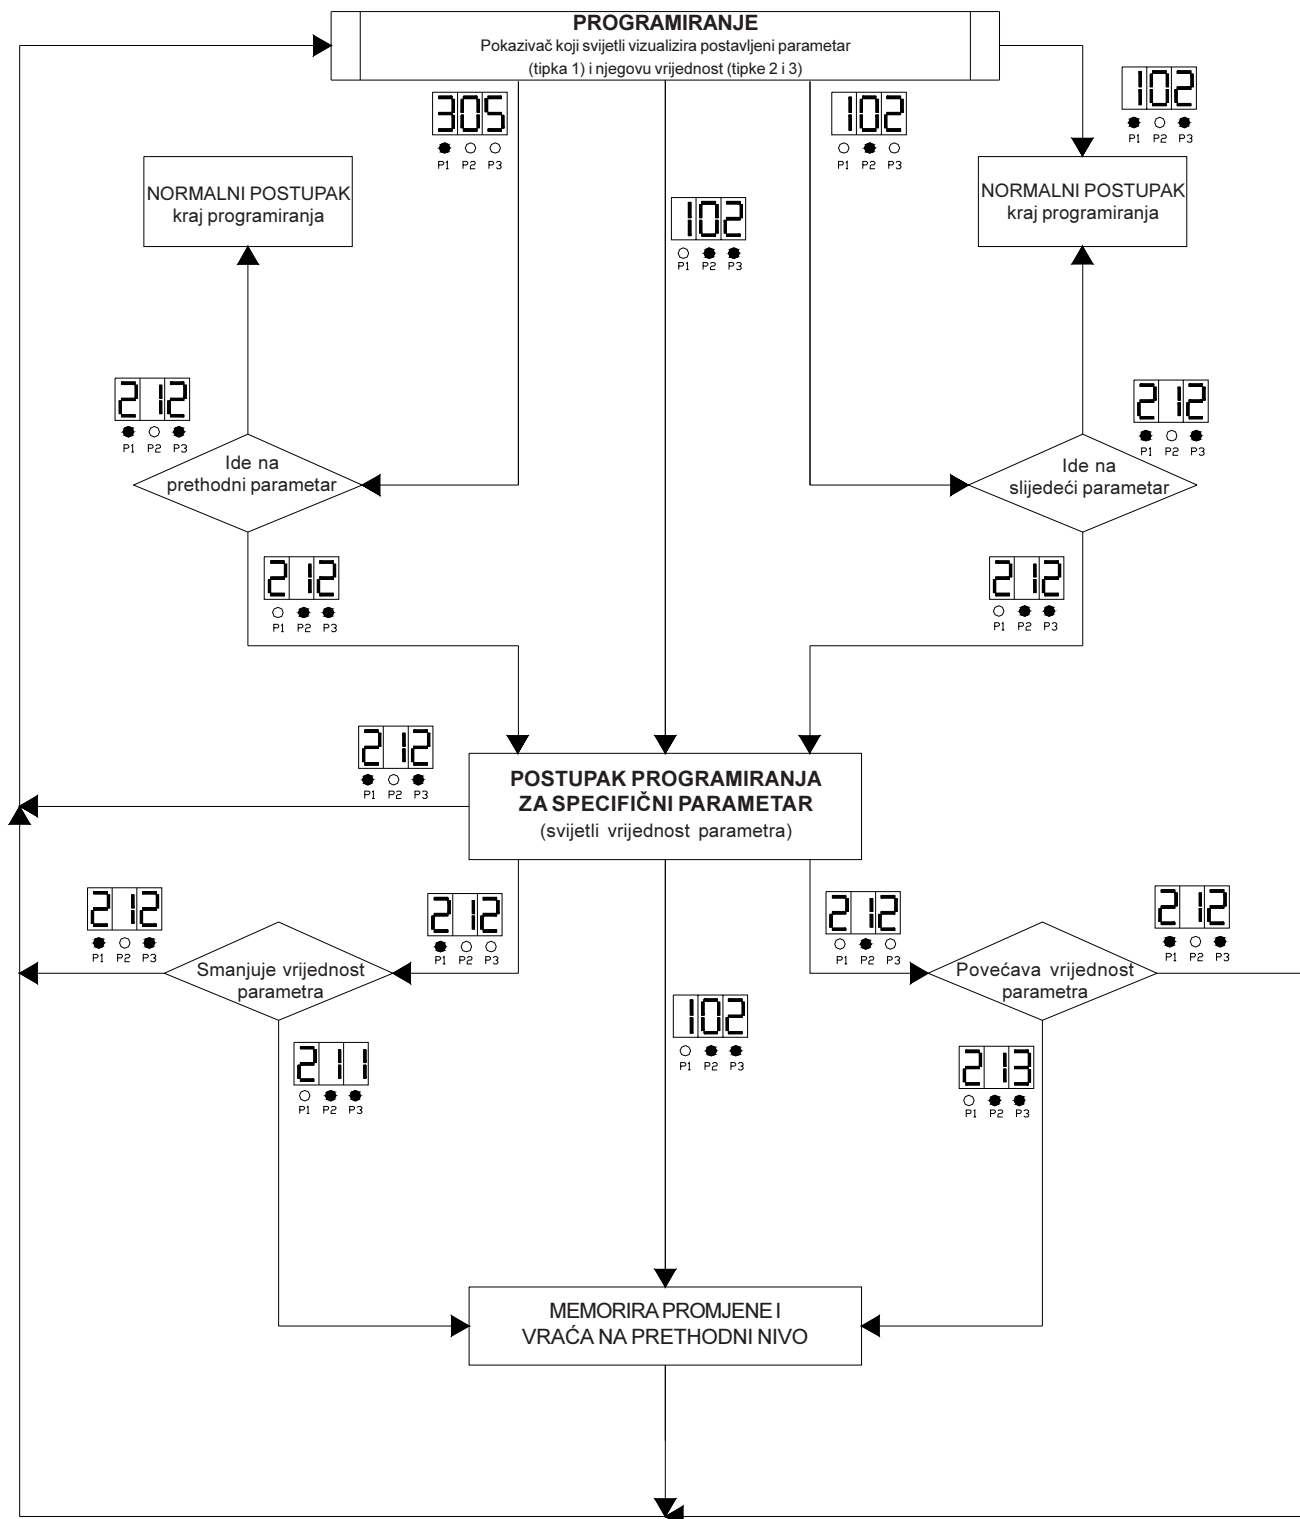 PROGRAMIRANJE
Pokazivač koji svijetli vizualizira postavljeni parametar
(tipka 1) i njegovu vrijednost (tipke 2 i 3)
102
P1 P2 P3
305
P1 P2 P3
102
P1 P2 P3
NORMALNI POSTUPAK
kraj programiranja
102
P1 P2 P3
NORMALNI POSTUPAK
kraj programiranja
212
P1 P2 P3
212
P1 P2 P3
Ide na
prethodni parametar
Ide na
slijedeći parametar
212
P1 P2 P3
212
P1 P2 P3
212
P1 P2 P3
POSTUPAK PROGRAMIRANJA
ZA SPECIFIČNI PARAMETAR
(svijetli vrijednost parametra)
212
P1 P2 P3
212
P1 P2 P3
212
P1 P2 P3
212
P1 P2 P3
Smanjuje vrijednost
parametra
Povećava vrijednost
parametra
102
P1 P2 P3
211
P1 P2 P3
213
P1 P2 P3
MEMORIRA PROMJENE I
VRAĆA NA PRETHODNI NIVO